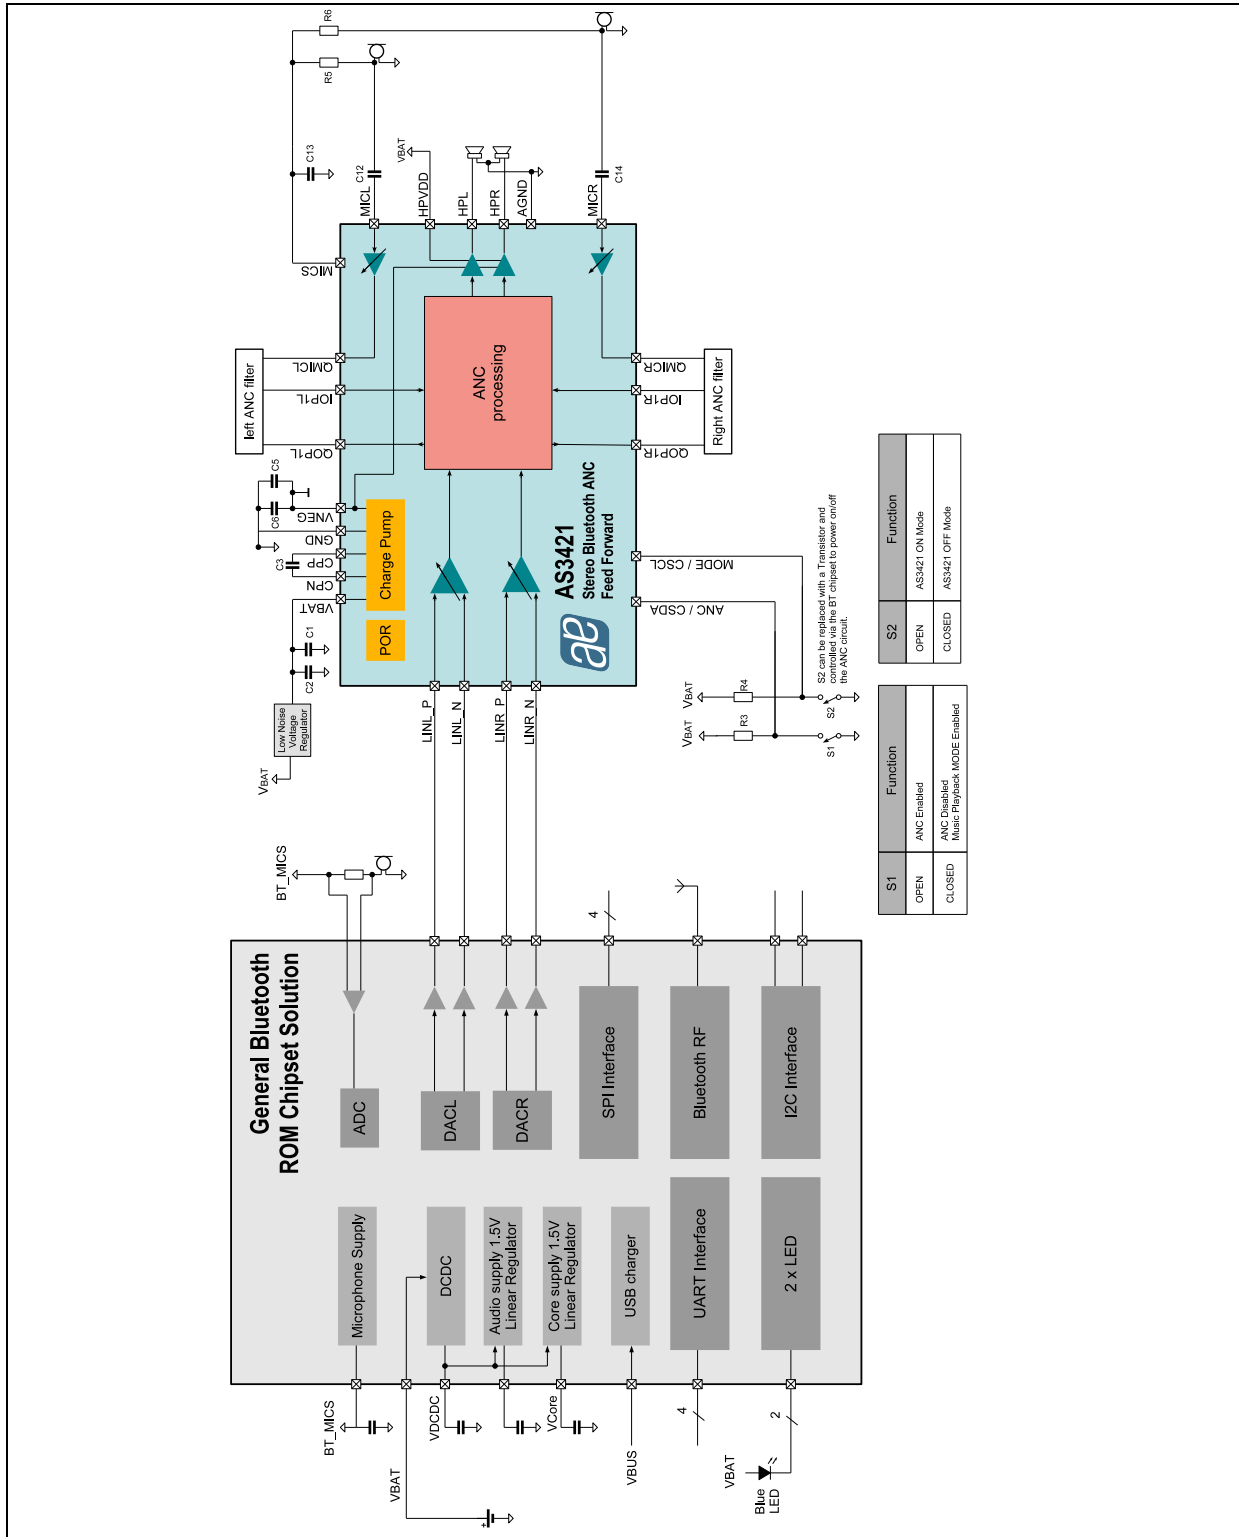 General Bluetooth
ROM Chipset Solution
Microphone Supply
ADC
DCDC
DACL
Audio supply 1.5V
Linear Regulator
DACR
Core supply 1.5V
Linear Regulator
USB charger
SPI Interface
UART Interface
Bluetooth RF
2 x LED
I2C Interface
BT_MICS
VBAT
VDCDC
VCore
VBUS
4
VBAT
Blue
LED
2
BT_MICS
4
VBAT
Low Noise
Voltage
Regulator
C2
C1
C3
C6
C5
VBAT
CPN
CPP
GND
VNEG
QOP1L
IOP1L
QMICL
MICS
left ANC filter
LINL_P
LINL_N
LINR_P
LINR_N
POR
Charge Pump
ANC
processing
AS3421
Stereo Bluetooth ANC
Feed Forward
ANC / CSDA
MODE / CSCL
QOP1R
IOP1R
QMICR
Right ANC filter
MICL
HPVDD
HPL
HPR
AGND
MICR
VBAT
C12
C13
C14
R5
R6
VBAT
VBAT
R3
R4
S1
S2
S2 can be replaced with a Transistor and
controlled via the BT chipset to power on/off
the ANC circuit.
S1 Function
OPEN ANC Enabled
CLOSED ANC Disabled
Music Playback MODE Enabled
S2 Function
OPEN AS3421 ON Mode
CLOSED AS3421 OFF Mode